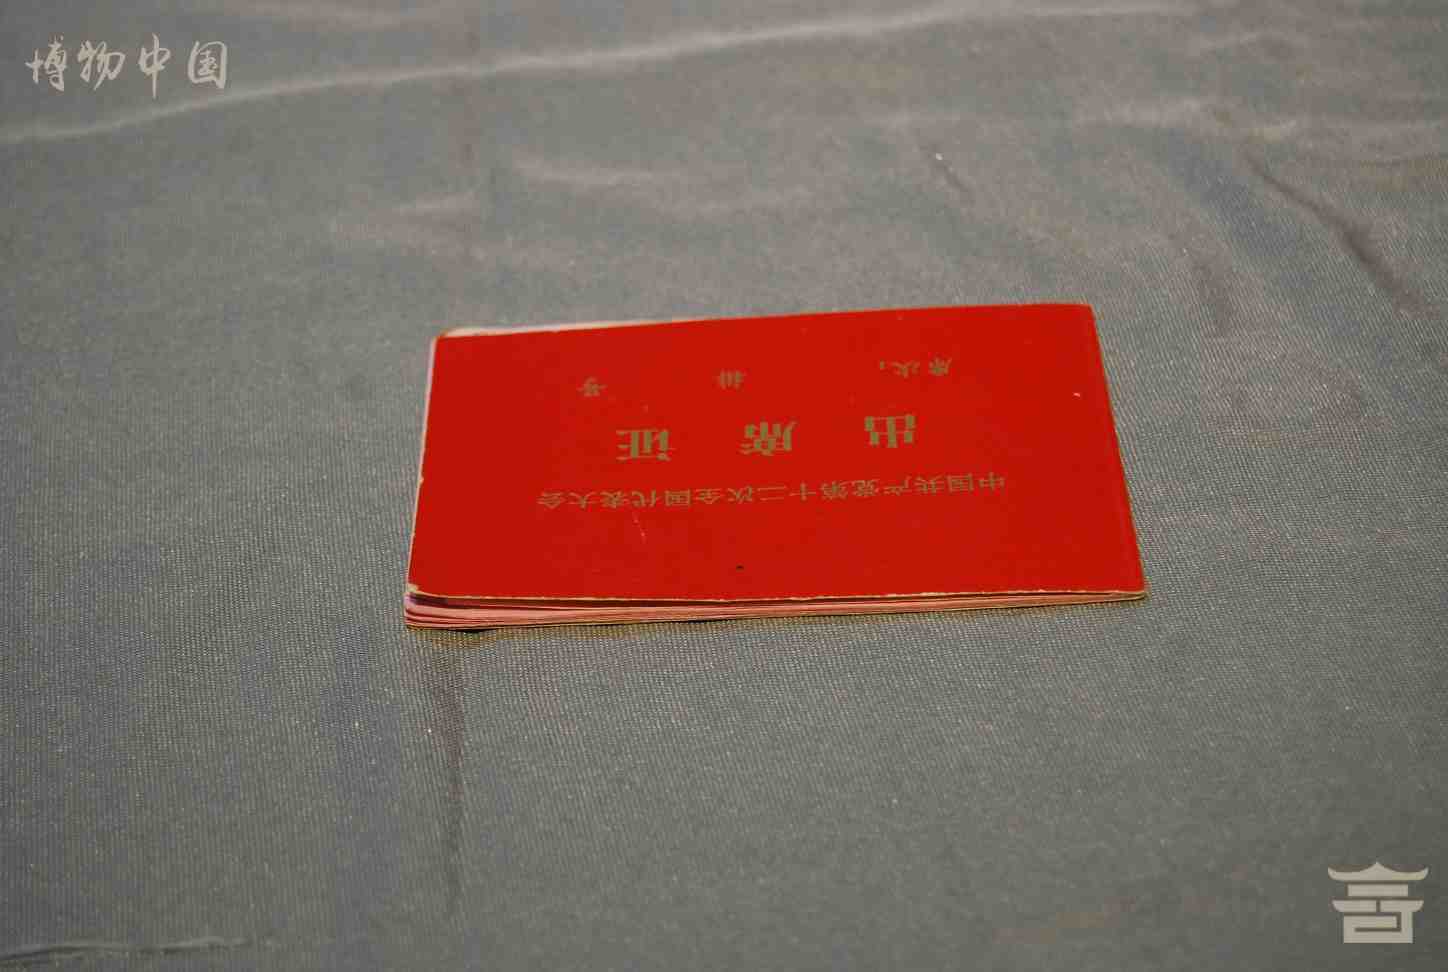 博物中国
中国共产党第十二次全国代表大会
出席证
席次： 排 号